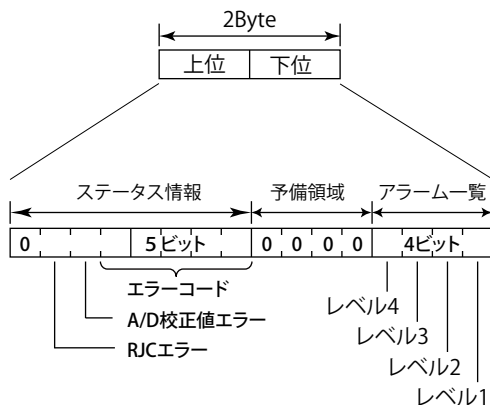 2Byte
上位 下位
ステータス情報 予備領域 アラーム一覧
0 5ビット 0 0 0 0 4ビット
エラーコード
A/D校正値エラー
RJCエラー
レベル4
レベル3
レベル2
レベル1